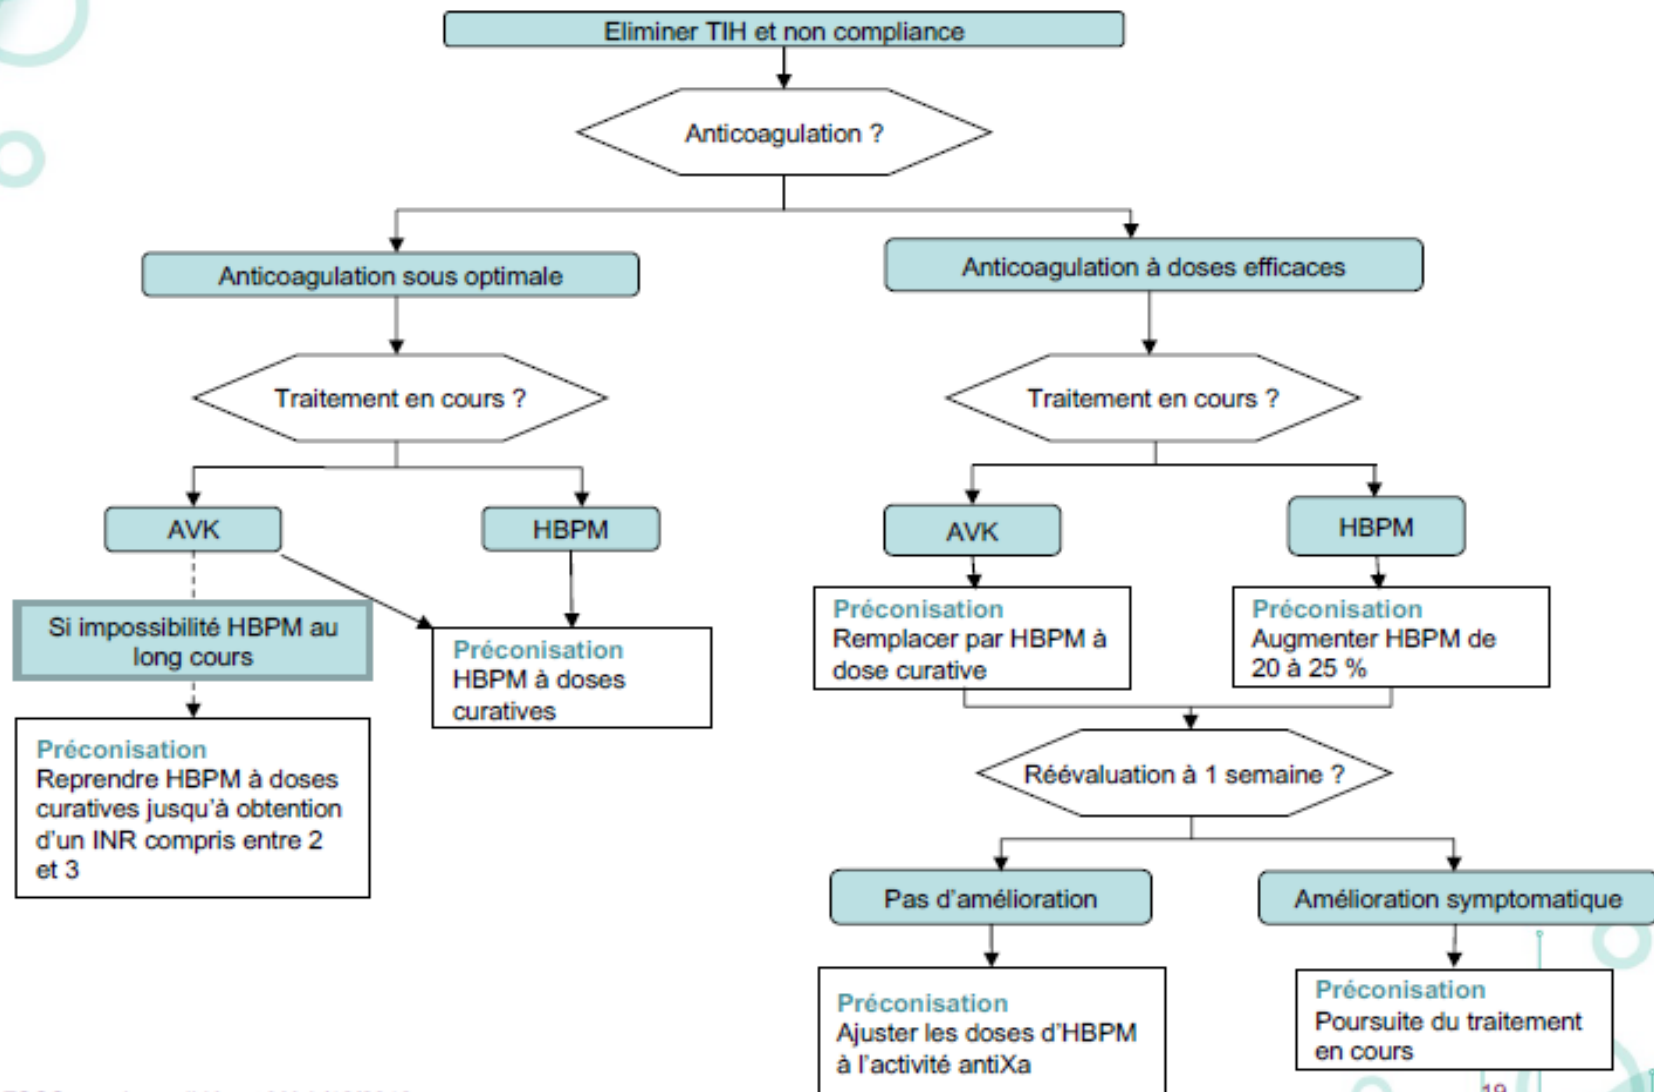 Eliminer TIH et non compliance
Anticoagulation ?
Anticoagulation sous optimale
Anticoagulation à doses efficaces
Traitement en cours ?
Traitement en cours ?
AVK
HBPM
AVK
HBPM
Si impossibilité HBPM au
long cours
Préconisation
HBPM à doses
curatives
Préconisation
Remplacer par HBPM à
dose curative
Préconisation
Augmenter HBPM de
20 à 25 %
Préconisation
Reprendre HBPM à doses
curatives jusqu'à obtention
d'un INR compris entre 2
et 3
Réévaluation à 1 semaine ?
Pas d'amélioration
Amélioration symptomatique
Préconisation
Ajuster les doses d'HBPM
à l'activité antiXa
Préconisation
Poursuite du traitement
en cours
19